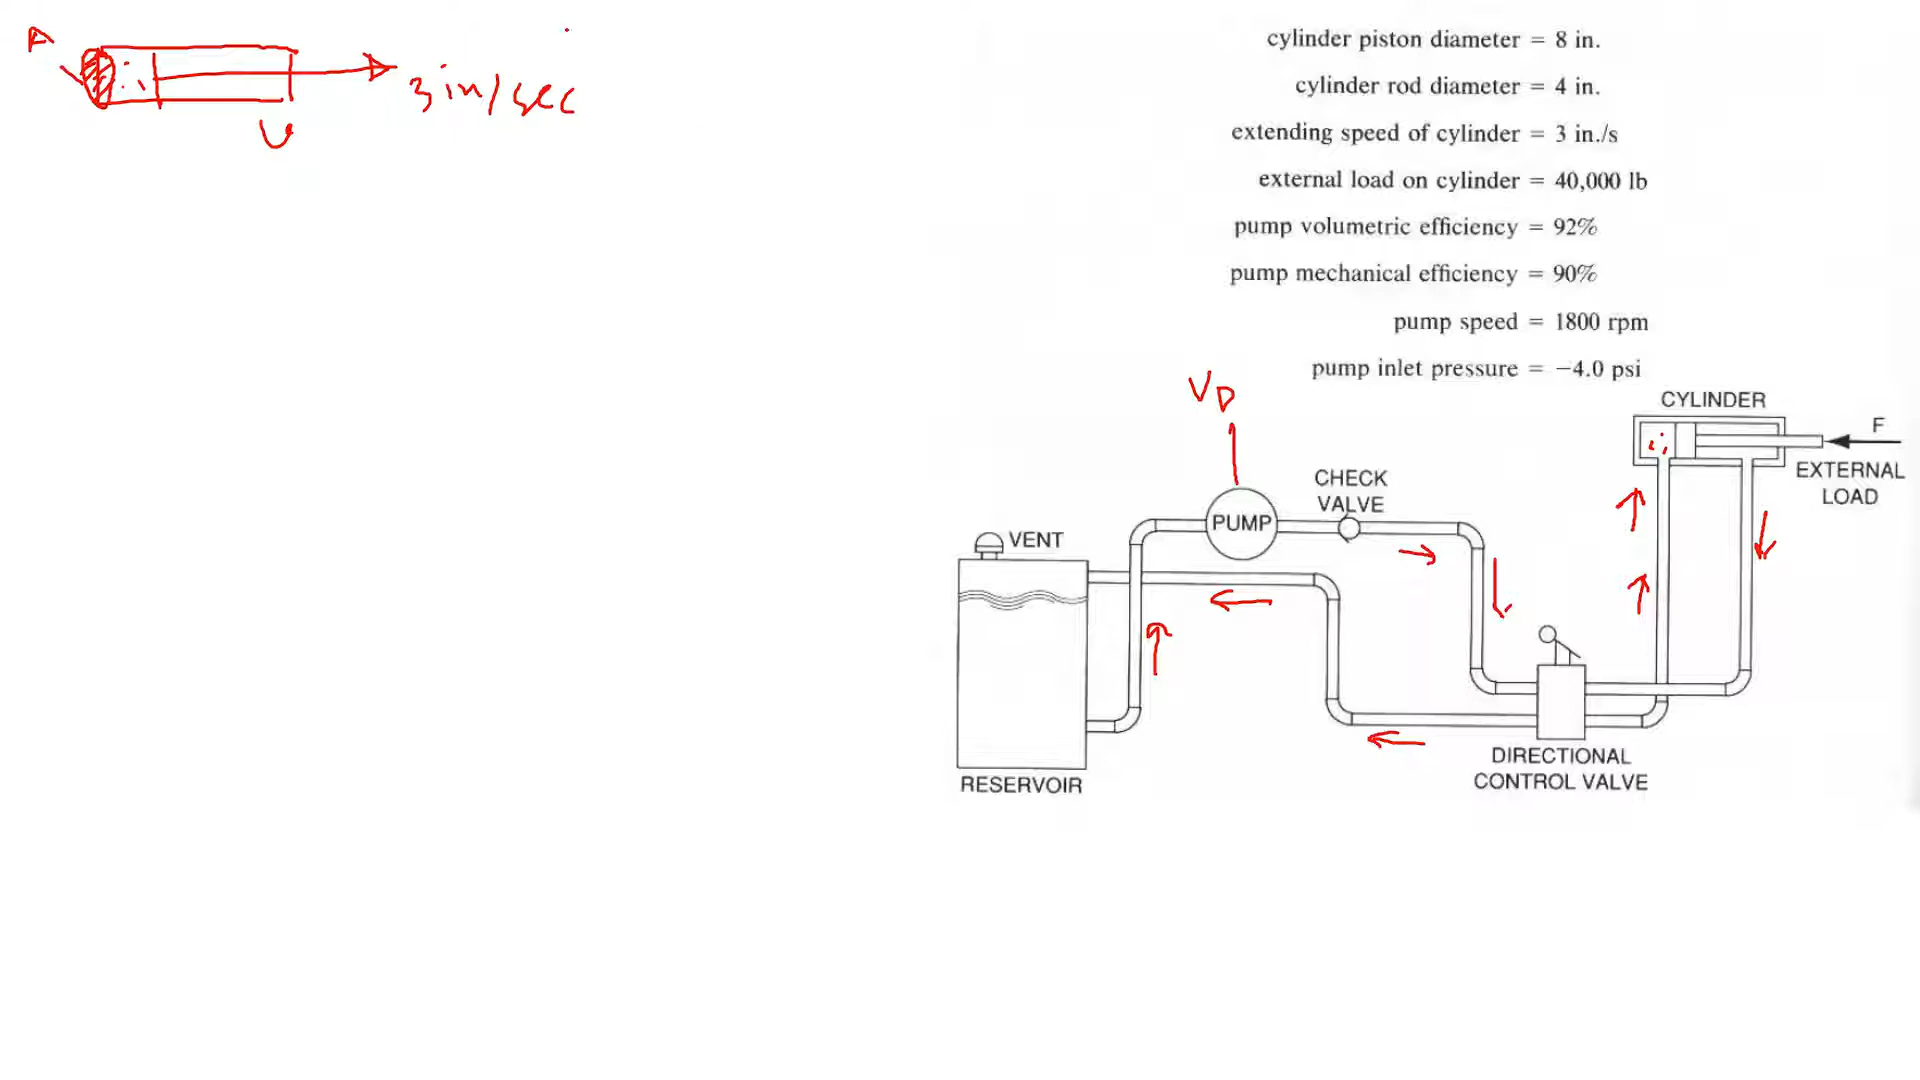 A
3 in/sec
υ
cylinder piston diameter = 8 in.
cylinder rod diameter = 4 in.
extending speed of cylinder = 3 in./s
external load on cylinder = 40,000 lb
pump volumetric efficiency = 92%
pump mechanical efficiency = 90%
pump speed = 1800 rpm
pump inlet pressure = −4.0 psi
VD
CYLINDER
F
EXTERNAL
LOAD
CHECK
VALVE
PUMP
VENT
RESERVOIR
DIRECTIONAL
CONTROL VALVE